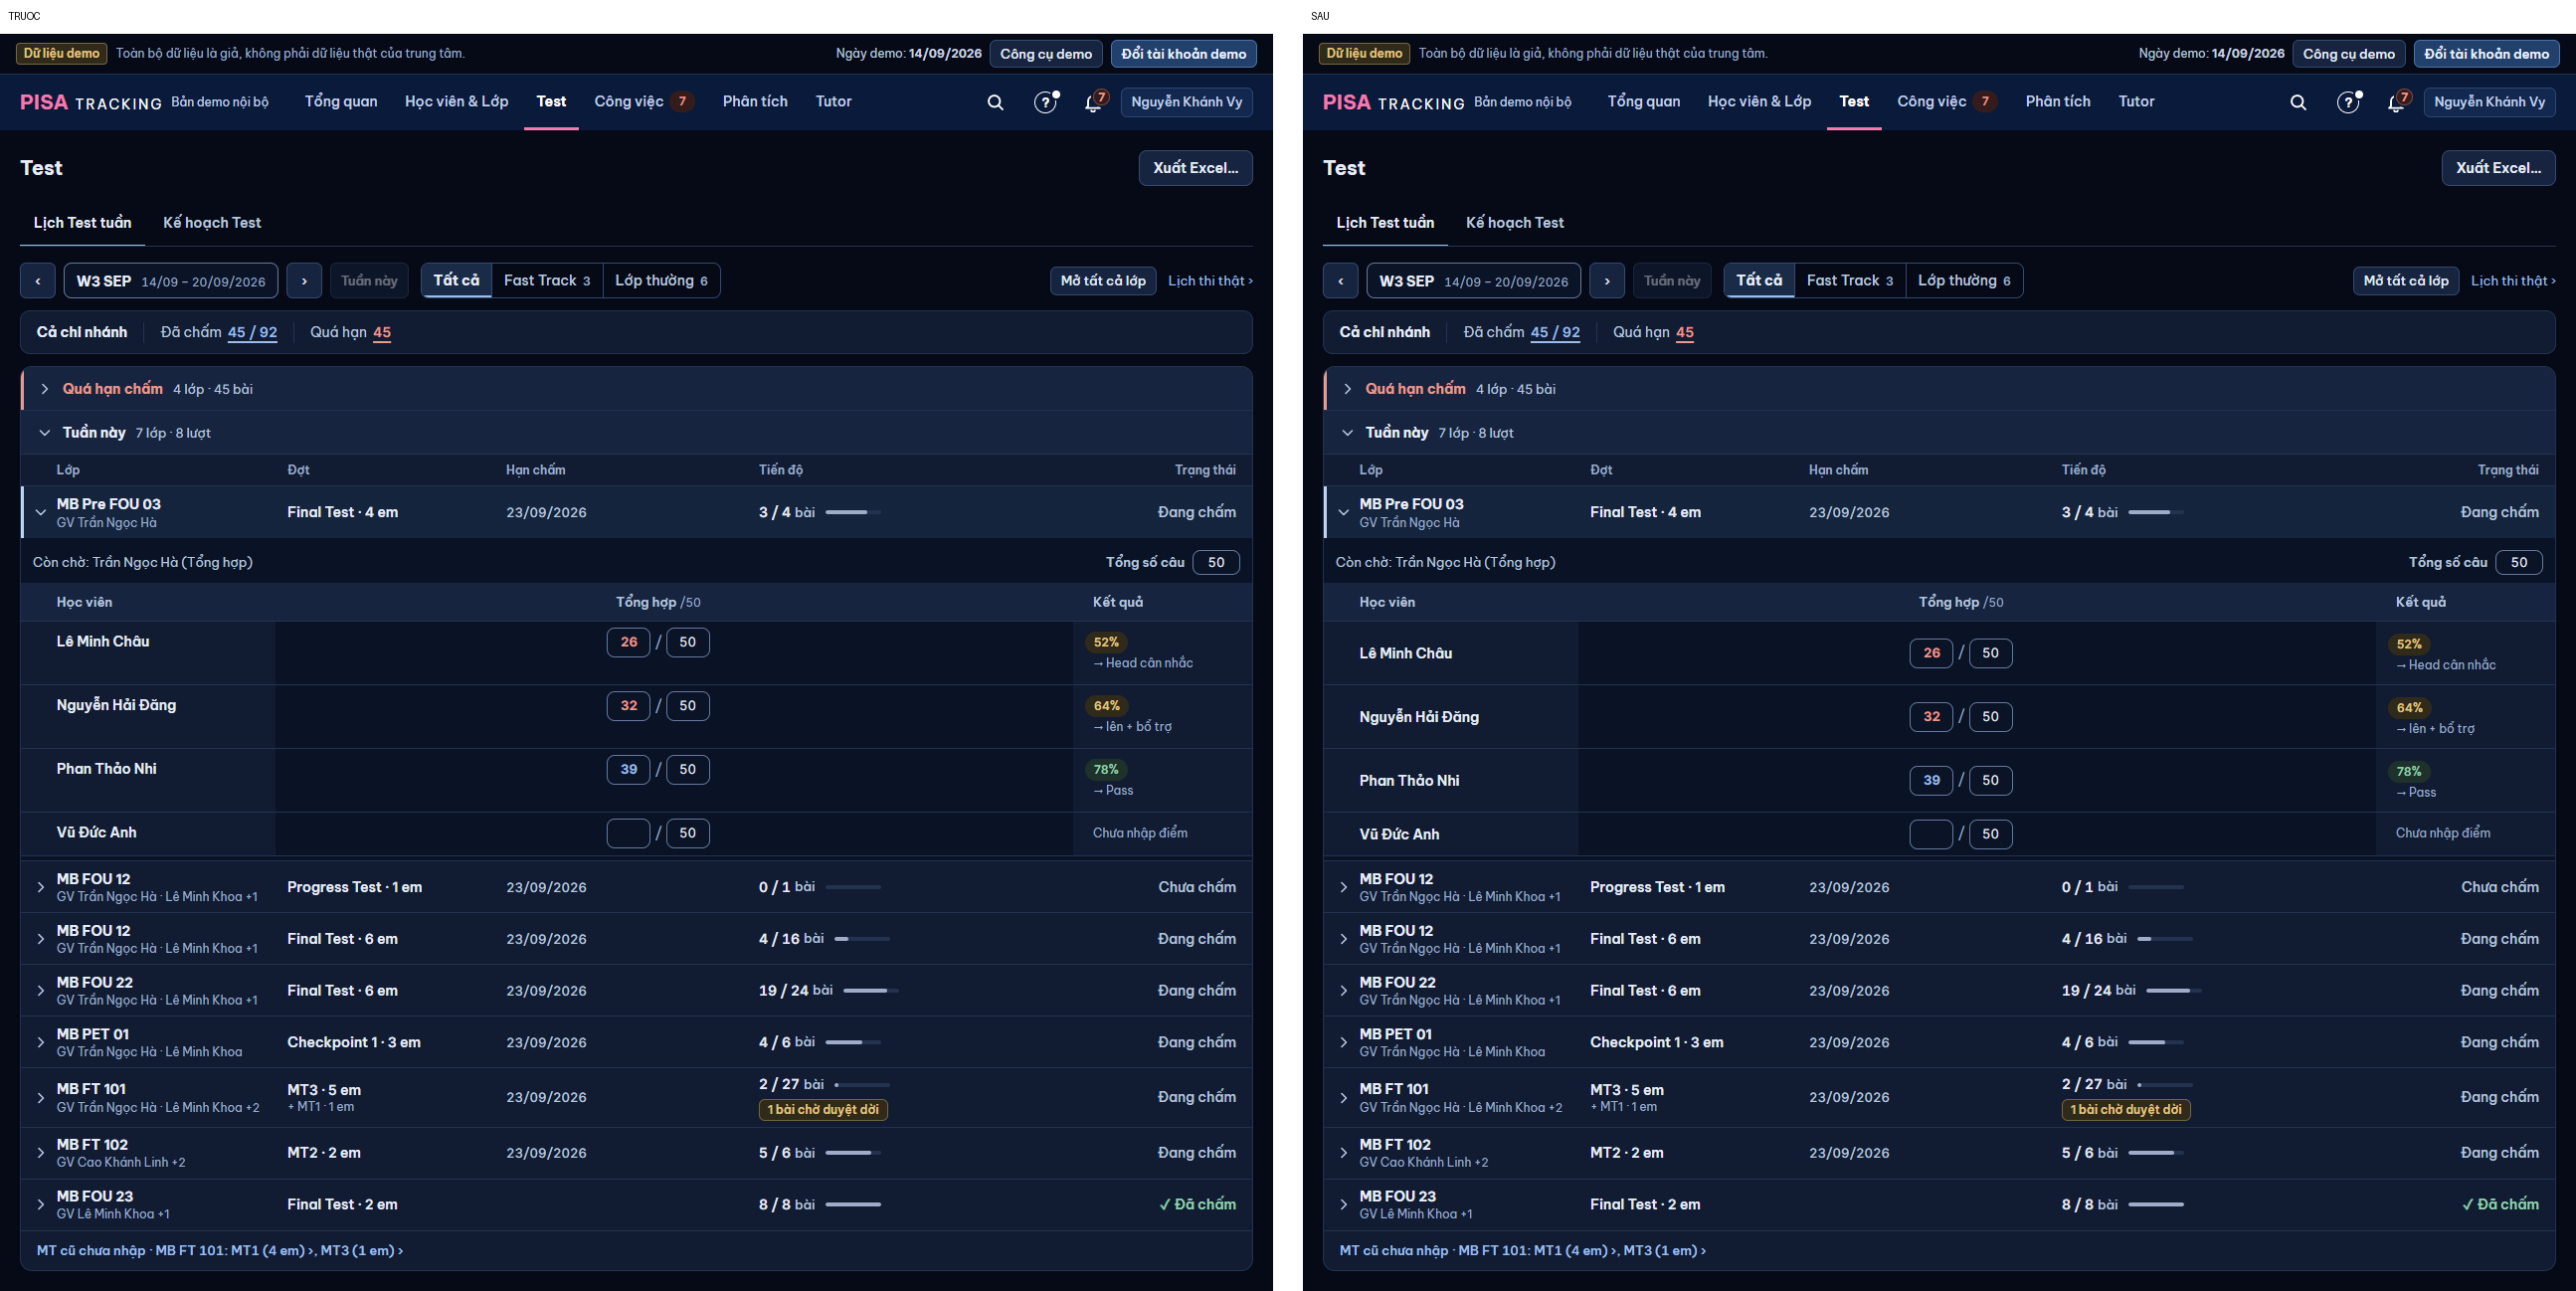 TRUOC
Dữ liệu demo Toàn bộ dữ liệu là giả, không phải dữ liệu thật của trung tâm. Ngày demo: 14/09/2026 Công cụ demo Đổi tài khoản demo
PISA TRACKING Bản demo nội bộ Tổng quan Học viên & Lớp Test Công việc 7 Phân tích Tutor ? 7 Nguyễn Khánh Vy
Test Xuất Excel...
Lịch Test tuần Kế hoạch Test
‹ W3 SEP 14/09 – 20/09/2026 › Tuần này Tất cả Fast Track 3 Lớp thường 6 Mở tất cả lớp Lịch thi thật ›
Cả chi nhánh Đã chấm 45 / 92 Quá hạn 45
Quá hạn chấm 4 lớp · 45 bài
Tuần này 7 lớp · 8 lượt
Lớp Đợt Hạn chấm Tiến độ Trạng thái
MB Pre FOU 03
GV Trần Ngọc Hà
Final Test · 4 em 23/09/2026 3 / 4 bài Đang chấm
Còn chờ: Trần Ngọc Hà (Tổng hợp) Tổng số câu 50
Học viên Tổng hợp /50 Kết quả
Lê Minh Châu 26 / 50 52%
→ Head cân nhắc
Nguyễn Hải Đăng 32 / 50 64%
→ lên + bổ trợ
Phan Thảo Nhi 39 / 50 78%
→ Pass
Vũ Đức Anh / 50 Chưa nhập điểm
MB FOU 12
GV Trần Ngọc Hà · Lê Minh Khoa +1
Progress Test · 1 em 23/09/2026 0 / 1 bài Chưa chấm
MB FOU 12
GV Trần Ngọc Hà · Lê Minh Khoa +1
Final Test · 6 em 23/09/2026 4 / 16 bài Đang chấm
MB FOU 22
GV Trần Ngọc Hà · Lê Minh Khoa +1
Final Test · 6 em 23/09/2026 19 / 24 bài Đang chấm
MB PET 01
GV Trần Ngọc Hà · Lê Minh Khoa
Checkpoint 1 · 3 em 23/09/2026 4 / 6 bài Đang chấm
MB FT 101
GV Trần Ngọc Hà · Lê Minh Khoa +2
MT3 · 5 em
+ MT1 · 1 em
23/09/2026 2 / 27 bài
1 bài chờ duyệt dời
Đang chấm
MB FT 102
GV Cao Khánh Linh +2
MT2 · 2 em 23/09/2026 5 / 6 bài Đang chấm
MB FOU 23
GV Lê Minh Khoa +1
Final Test · 2 em 8 / 8 bài ✓ Đã chấm
MT cũ chưa nhập · MB FT 101: MT1 (4 em) ›, MT3 (1 em) ›
SAU
Dữ liệu demo Toàn bộ dữ liệu là giả, không phải dữ liệu thật của trung tâm. Ngày demo: 14/09/2026 Công cụ demo Đổi tài khoản demo
PISA TRACKING Bản demo nội bộ Tổng quan Học viên & Lớp Test Công việc 7 Phân tích Tutor ? 7 Nguyễn Khánh Vy
Test Xuất Excel...
Lịch Test tuần Kế hoạch Test
‹ W3 SEP 14/09 – 20/09/2026 › Tuần này Tất cả Fast Track 3 Lớp thường 6 Mở tất cả lớp Lịch thi thật ›
Cả chi nhánh Đã chấm 45 / 92 Quá hạn 45
Quá hạn chấm 4 lớp · 45 bài
Tuần này 7 lớp · 8 lượt
Lớp Đợt Hạn chấm Tiến độ Trạng thái
MB Pre FOU 03
GV Trần Ngọc Hà
Final Test · 4 em 23/09/2026 3 / 4 bài Đang chấm
Còn chờ: Trần Ngọc Hà (Tổng hợp) Tổng số câu 50
Học viên Tổng hợp /50 Kết quả
Lê Minh Châu 26 / 50 52%
→ Head cân nhắc
Nguyễn Hải Đăng 32 / 50 64%
→ lên + bổ trợ
Phan Thảo Nhi 39 / 50 78%
→ Pass
Vũ Đức Anh / 50 Chưa nhập điểm
MB FOU 12
GV Trần Ngọc Hà · Lê Minh Khoa +1
Progress Test · 1 em 23/09/2026 0 / 1 bài Chưa chấm
MB FOU 12
GV Trần Ngọc Hà · Lê Minh Khoa +1
Final Test · 6 em 23/09/2026 4 / 16 bài Đang chấm
MB FOU 22
GV Trần Ngọc Hà · Lê Minh Khoa +1
Final Test · 6 em 23/09/2026 19 / 24 bài Đang chấm
MB PET 01
GV Trần Ngọc Hà · Lê Minh Khoa
Checkpoint 1 · 3 em 23/09/2026 4 / 6 bài Đang chấm
MB FT 101
GV Trần Ngọc Hà · Lê Minh Khoa +2
MT3 · 5 em
+ MT1 · 1 em
23/09/2026 2 / 27 bài
1 bài chờ duyệt dời
Đang chấm
MB FT 102
GV Cao Khánh Linh +2
MT2 · 2 em 23/09/2026 5 / 6 bài Đang chấm
MB FOU 23
GV Lê Minh Khoa +1
Final Test · 2 em 8 / 8 bài ✓ Đã chấm
MT cũ chưa nhập · MB FT 101: MT1 (4 em) ›, MT3 (1 em) ›